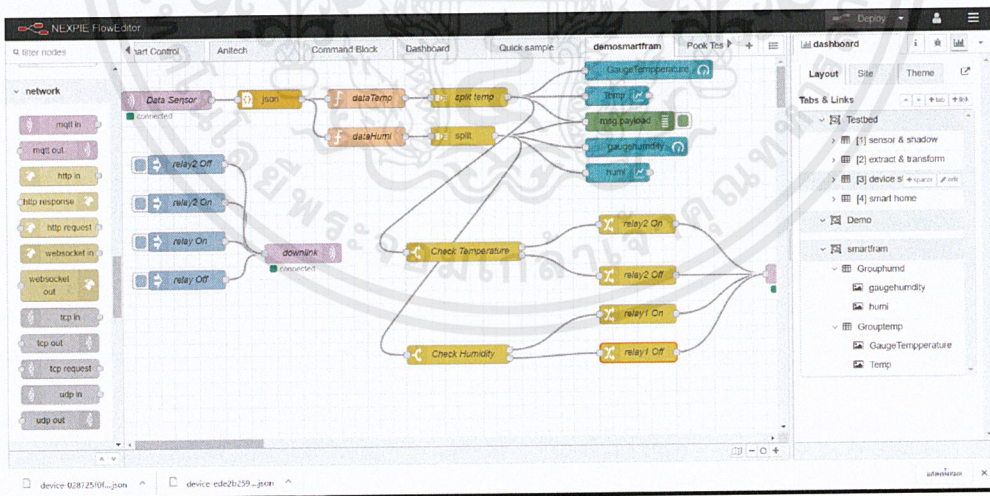 NEXPIE FlowEditor
Deploy
filter nodes
Smart Control
Anitech
Command Block
Dashboard
Quick sample
demosmartfram
Pook Tes
dashboard
network
mqtt in
mqtt out
http in
http response
http request
websocket in
websocket out
tcp in
tcp out
tcp request
udp in
udp out
Data Sensor
connected
json
dataTemp
split temp
dataHumi
split
GaugeTempperature
Temp
msg.payload
gaugehumdity
humi
relay2 Off
relay2 On
relay On
relay Off
downlink
connected
Check Temperature
Check Humidity
relay2 On
relay2 Off
relay1 On
relay1 Off
Layout
Site
Theme
Tabs & Links
+ tab
+ link
Testbed
[1] sensor & shadow
[2] extract & transform
[3] device s
+ spacer
edit
[4] smart home
Demo
smartfram
Grouphumd
gaugehumdity
humi
Grouptemp
GaugeTempperature
Temp
device-028725f0f....json
device-ede2b259....json